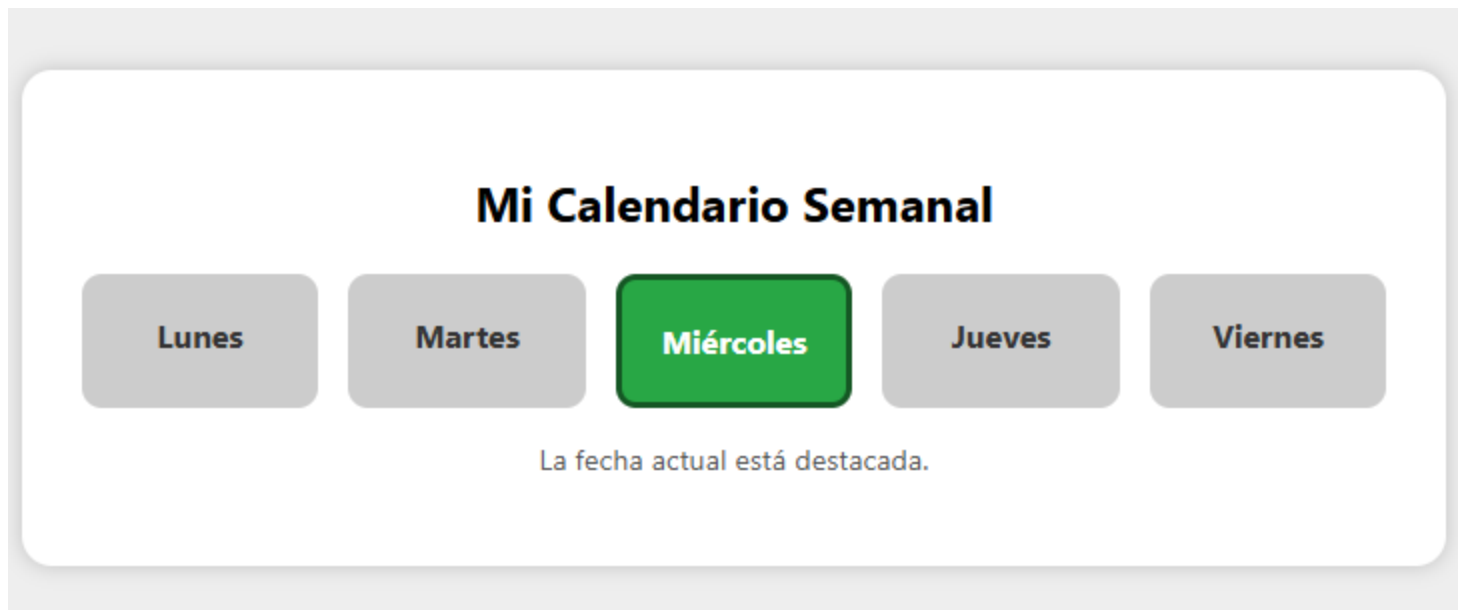 Mi Calendario Semanal
Lunes Martes Miércoles Jueves Viernes
La fecha actual está destacada.